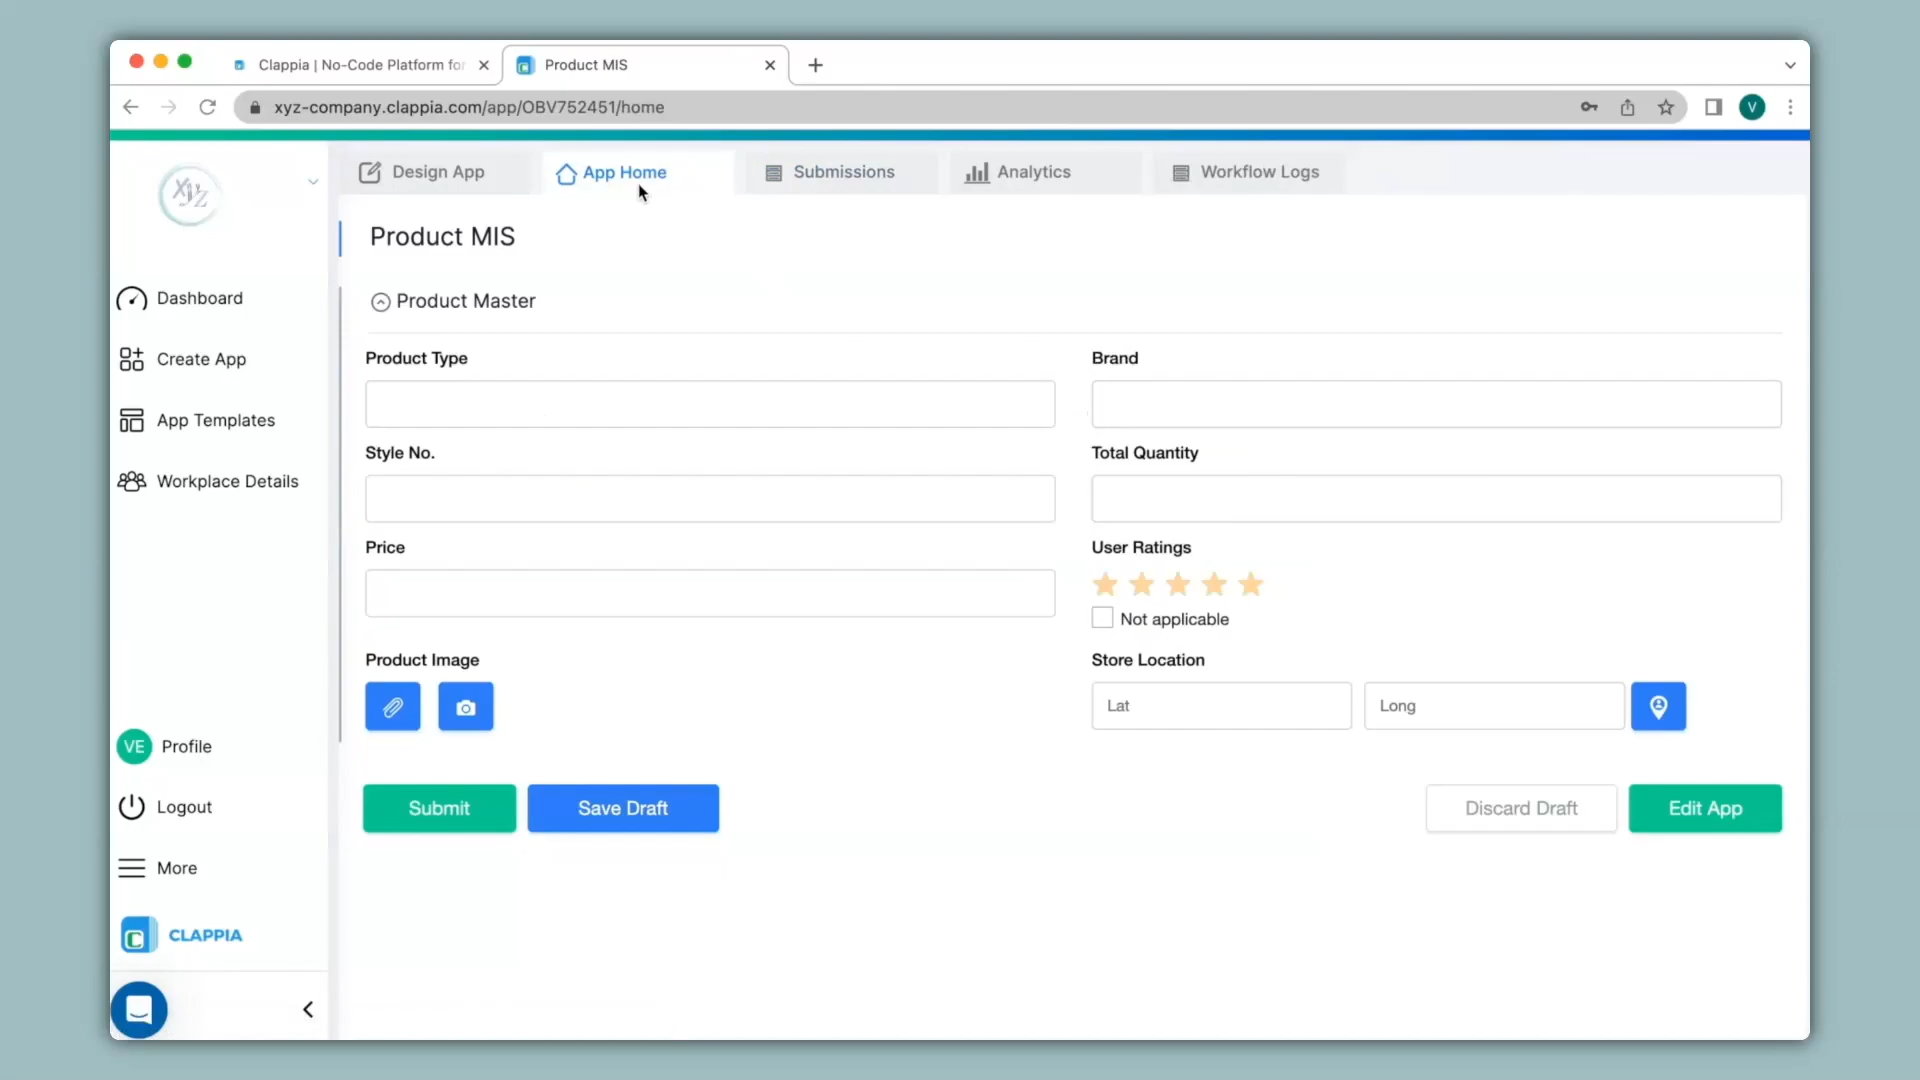 Clappia | No-Code Platform for
Product MIS
xyz-company.clappia.com/app/OBV752451/home
V
Design App
App Home
Submissions
Analytics
Workflow Logs
XYZ
Product MIS
Dashboard
Product Master
Create App
Product Type
Brand
App Templates
Style No.
Total Quantity
Workplace Details
Price
User Ratings
Not applicable
Product Image
Store Location
Lat
Long
VE Profile
Logout
Submit
Save Draft
Discard Draft
Edit App
More
C CLAPPIA